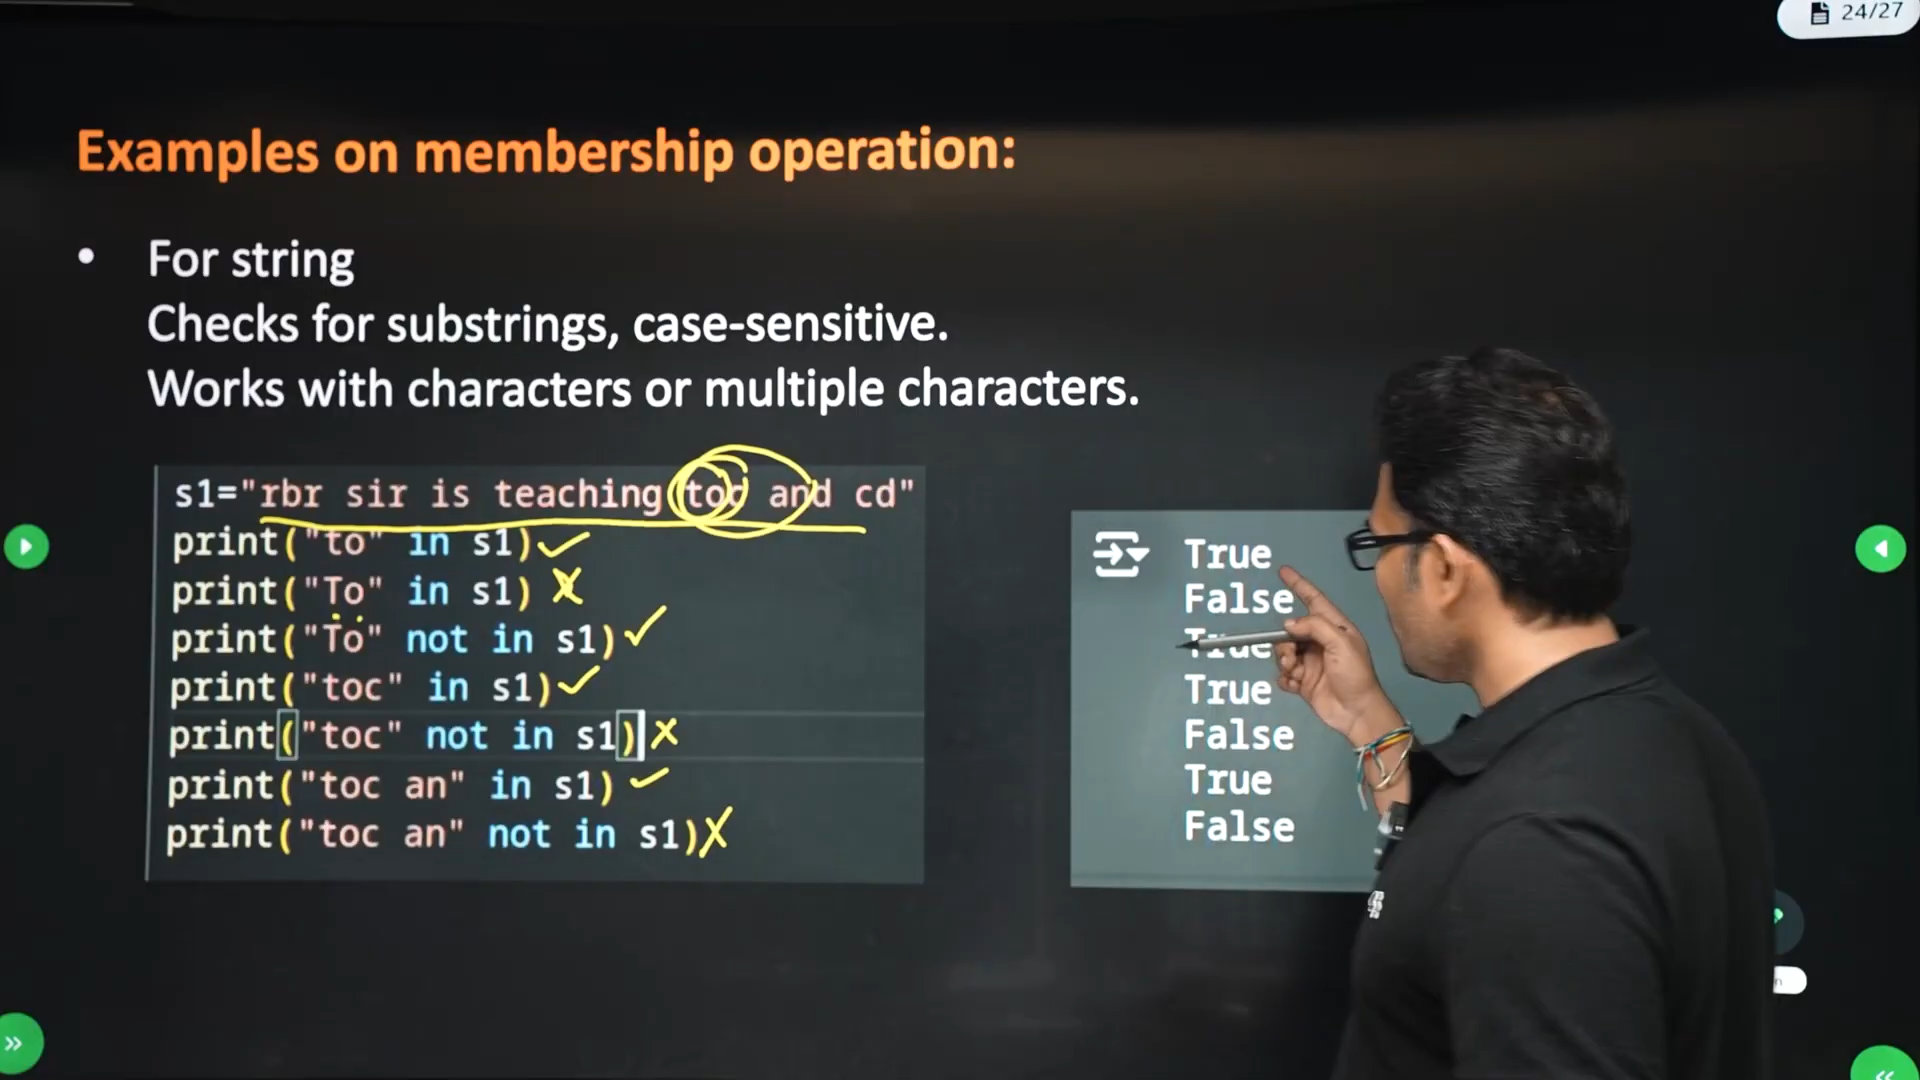 24/27
Examples on membership operation:
• For string
Checks for substrings, case-sensitive.
Works with characters or multiple characters.
s1="rbr sir is teaching toc and cd"
print("to" in s1)
print("To" in s1)
print("To" not in s1)
print("toc" in s1)
print("toc" not in s1)
print("toc an" in s1)
print("toc an" not in s1)
True
False
True
True
False
True
False